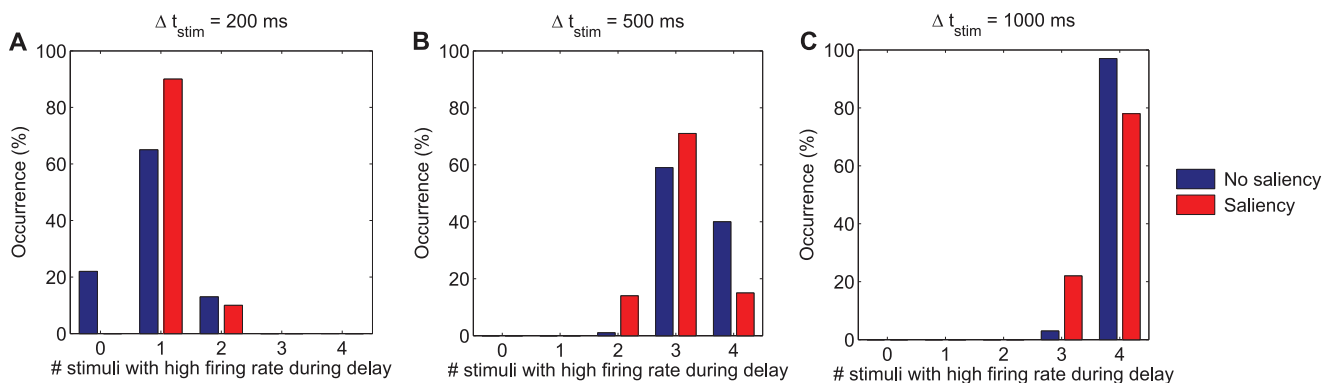 A
Δ t stim = 200 ms
Occurrence (%)
100
80
60
40
20
0
0 1 2 3 4
# stimuli with high firing rate during delay
B
Δ t stim = 500 ms
Occurrence (%)
100
80
60
40
20
0
0 1 2 3 4
# stimuli with high firing rate during delay
C
Δ t stim = 1000 ms
Occurrence (%)
100
80
60
40
20
0
0 1 2 3 4
# stimuli with high firing rate during delay
No saliency
Saliency